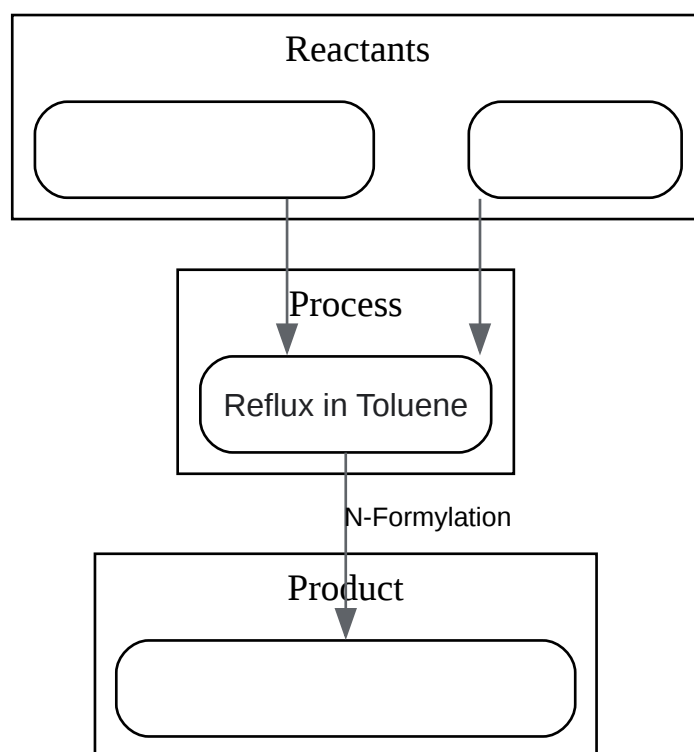 Reactants
Process
Reflux in Toluene
N-Formylation
Product